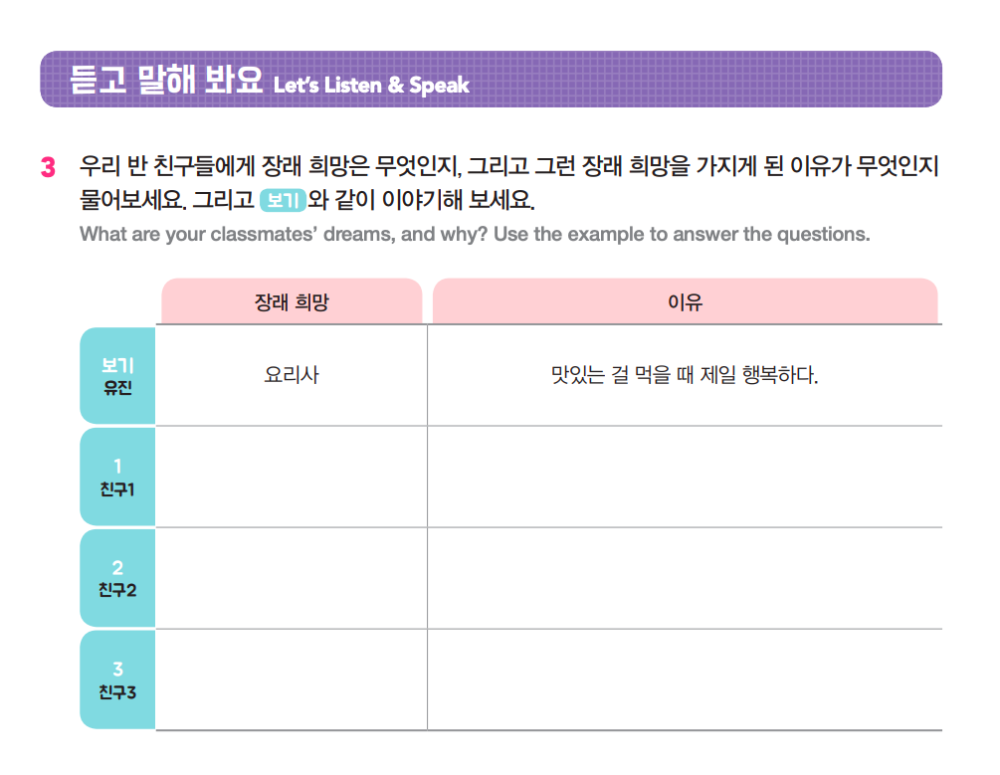 듣고 말해 봐요 Let's Listen & Speak
3 우리 반 친구들에게 장래 희망은 무엇인지, 그리고 그런 장래 희망을 가지게 된 이유가 무엇인지
물어보세요. 그리고 보기와 같이 이야기해 보세요.
What are your classmates' dreams, and why? Use the example to answer the questions.
장래 희망 이유
보기
유진
요리사 맛있는 걸 먹을 때 제일 행복하다.
1
친구1
2
친구2
3
친구3